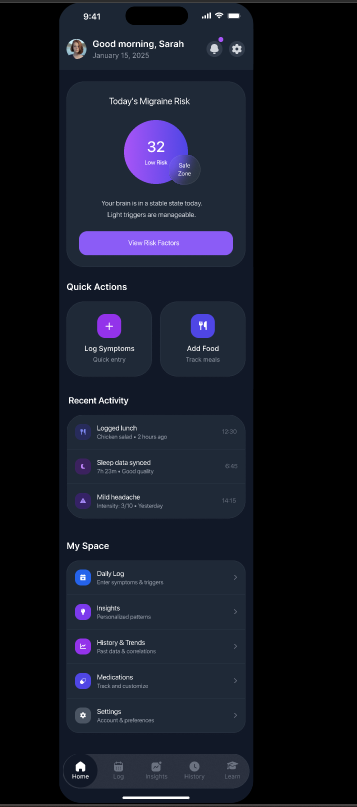 9:41
Good morning, Sarah
January 15, 2025
Today's Migraine Risk
32
Low Risk
Safe
Zone
Your brain is in a stable state today.
Light triggers are manageable.
View Risk Factors
Quick Actions
Log Symptoms
Quick entry
Add Food
Track meals
Recent Activity
Logged lunch
12:30
Chicken salad • 2 hours ago
Sleep data synced
6:45
7h 23m • Good quality
Mild headache
14:15
Intensity: 3/10 • Yesterday
My Space
Daily Log
Enter symptoms & triggers
Insights
Personalized patterns
History & Trends
Past data & correlations
Medications
Track and customize
Settings
Account & preferences
Home
Log
Insights
History
Learn